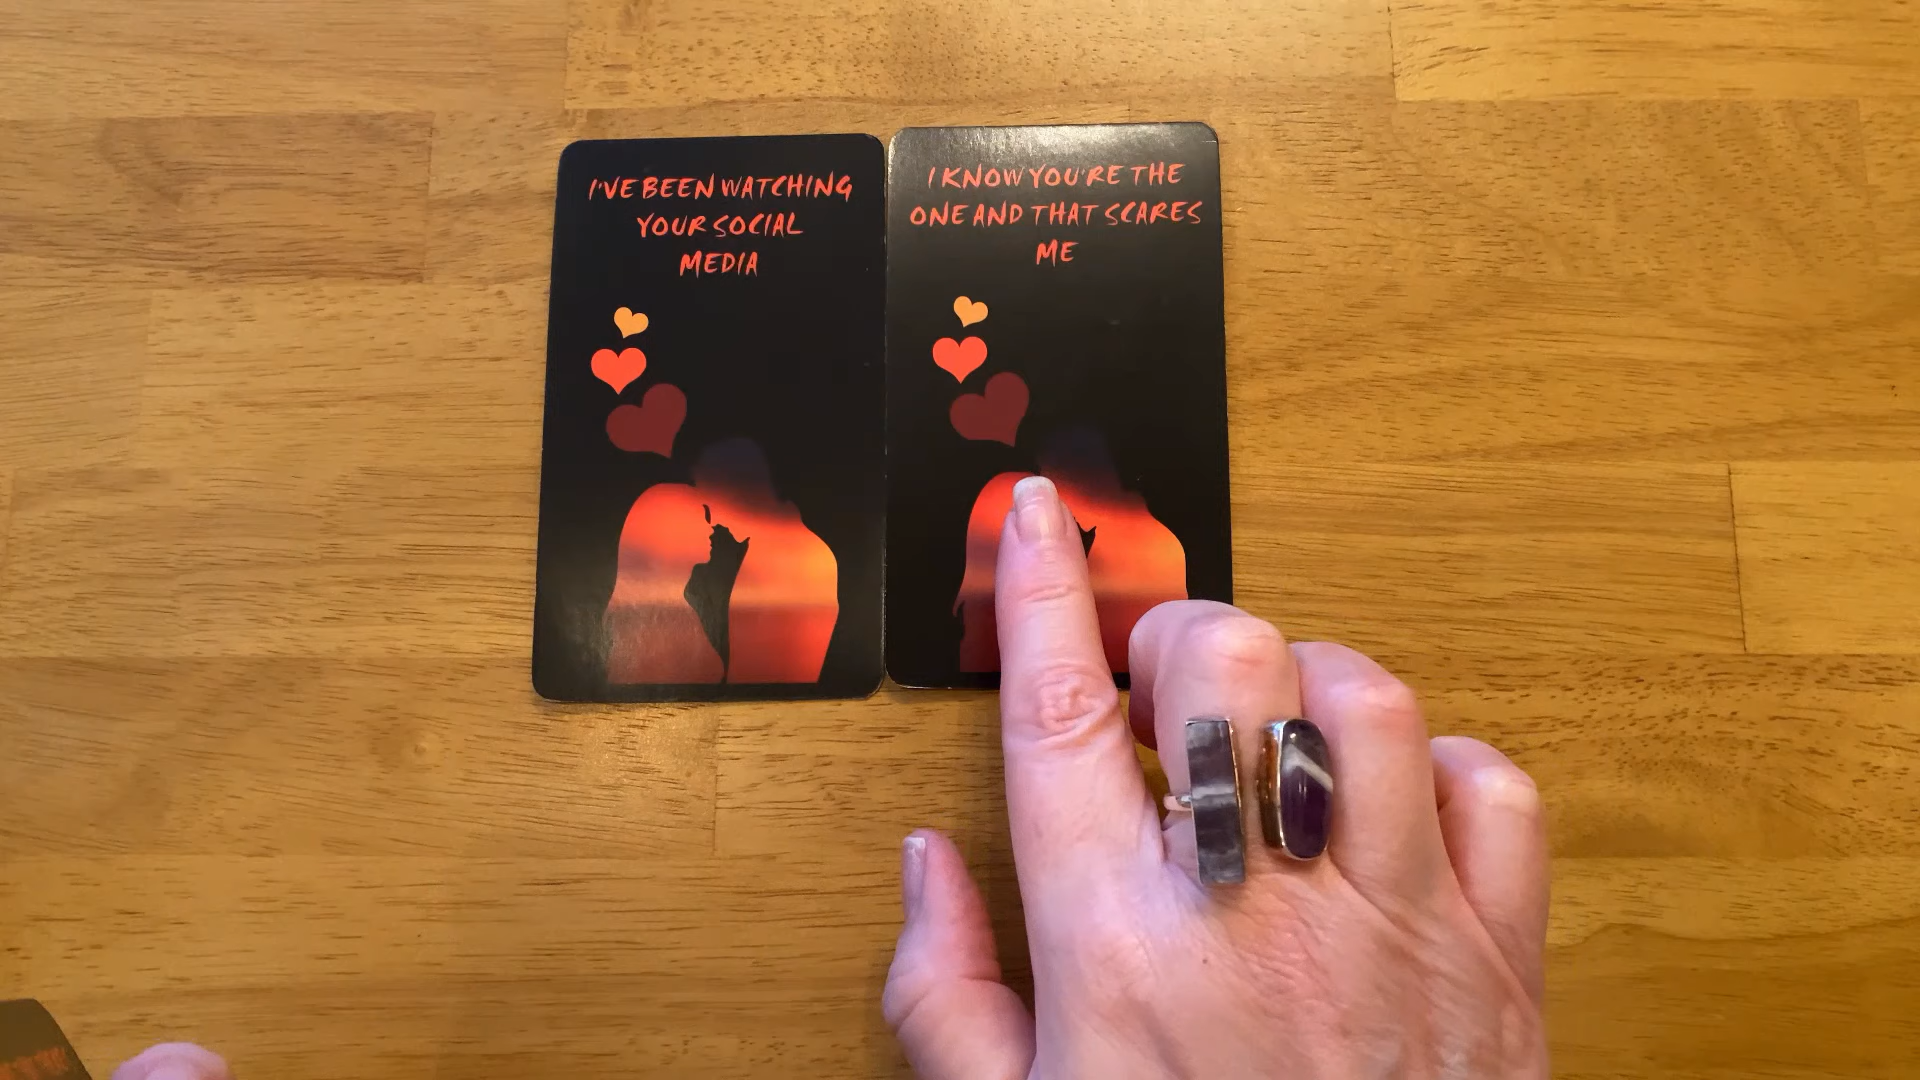 I'VE BEEN WATCHING
YOUR SOCIAL
MEDIA
I KNOW YOU'RE THE
ONE AND THAT SCARES
ME